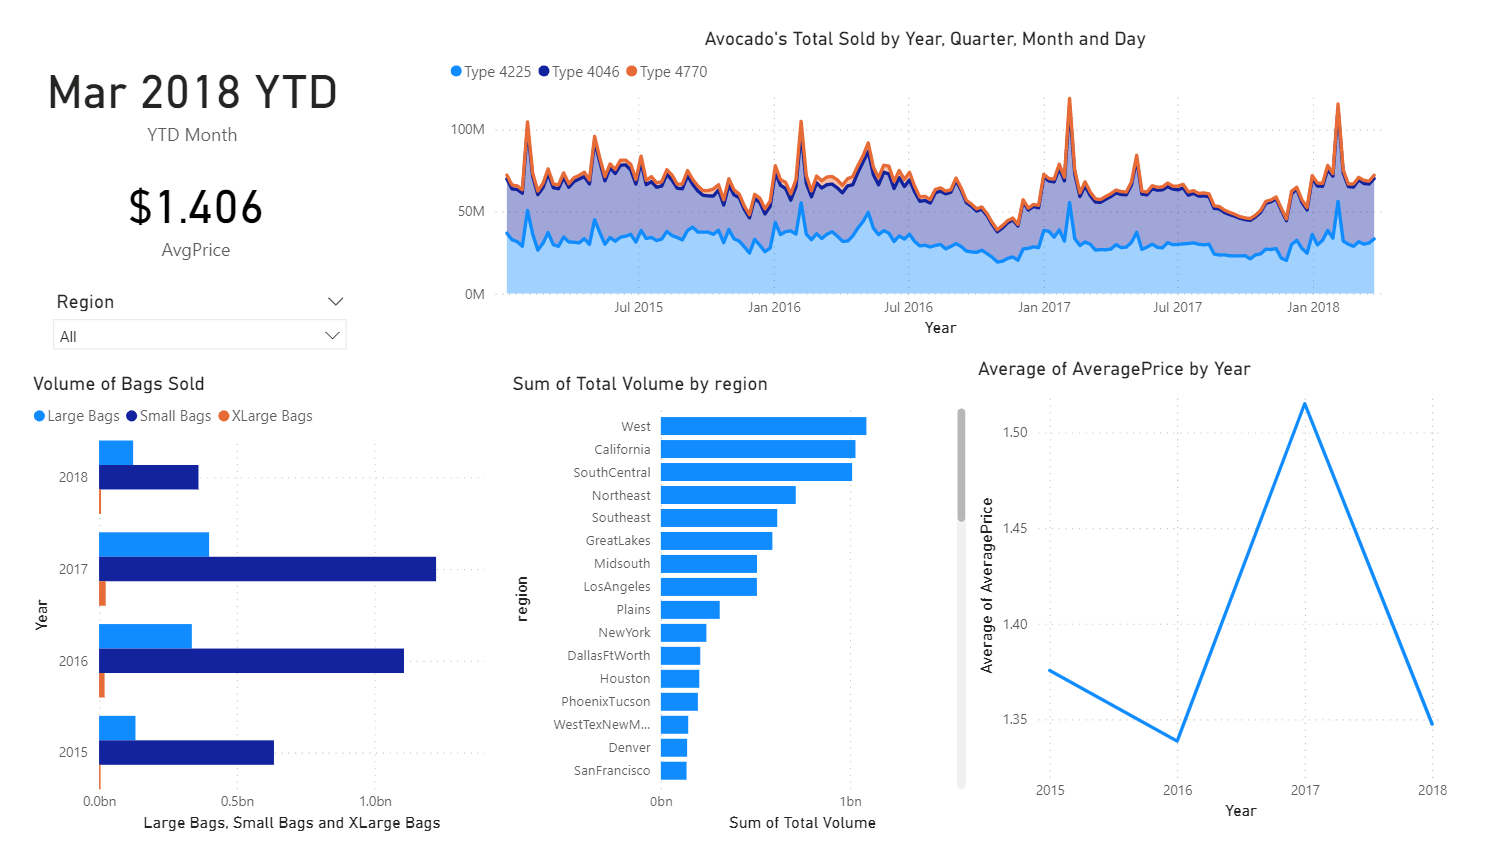 Mar 2018 YTD
YTD Month
$1.406
AvgPrice
Region
All
Avocado's Total Sold by Year, Quarter, Month and Day
Type 4225 Type 4046 Type 4770
100M
50M
0M
Jul 2015 Jan 2016 Jul 2016 Jan 2017 Jul 2017 Jan 2018
Year
Volume of Bags Sold
Large Bags Small Bags XLarge Bags
Year
2018
2017
2016
2015
0.0bn 0.5bn 1.0bn
Large Bags, Small Bags and XLarge Bags
Sum of Total Volume by region
region
West
California
SouthCentral
Northeast
Southeast
GreatLakes
Midsouth
LosAngeles
Plains
NewYork
DallasFtWorth
Houston
PhoenixTucson
WestTexNewM...
Denver
SanFrancisco
0bn 1bn
Sum of Total Volume
Average of AveragePrice by Year
Average of AveragePrice
1.50
1.45
1.40
1.35
2015 2016 2017 2018
Year